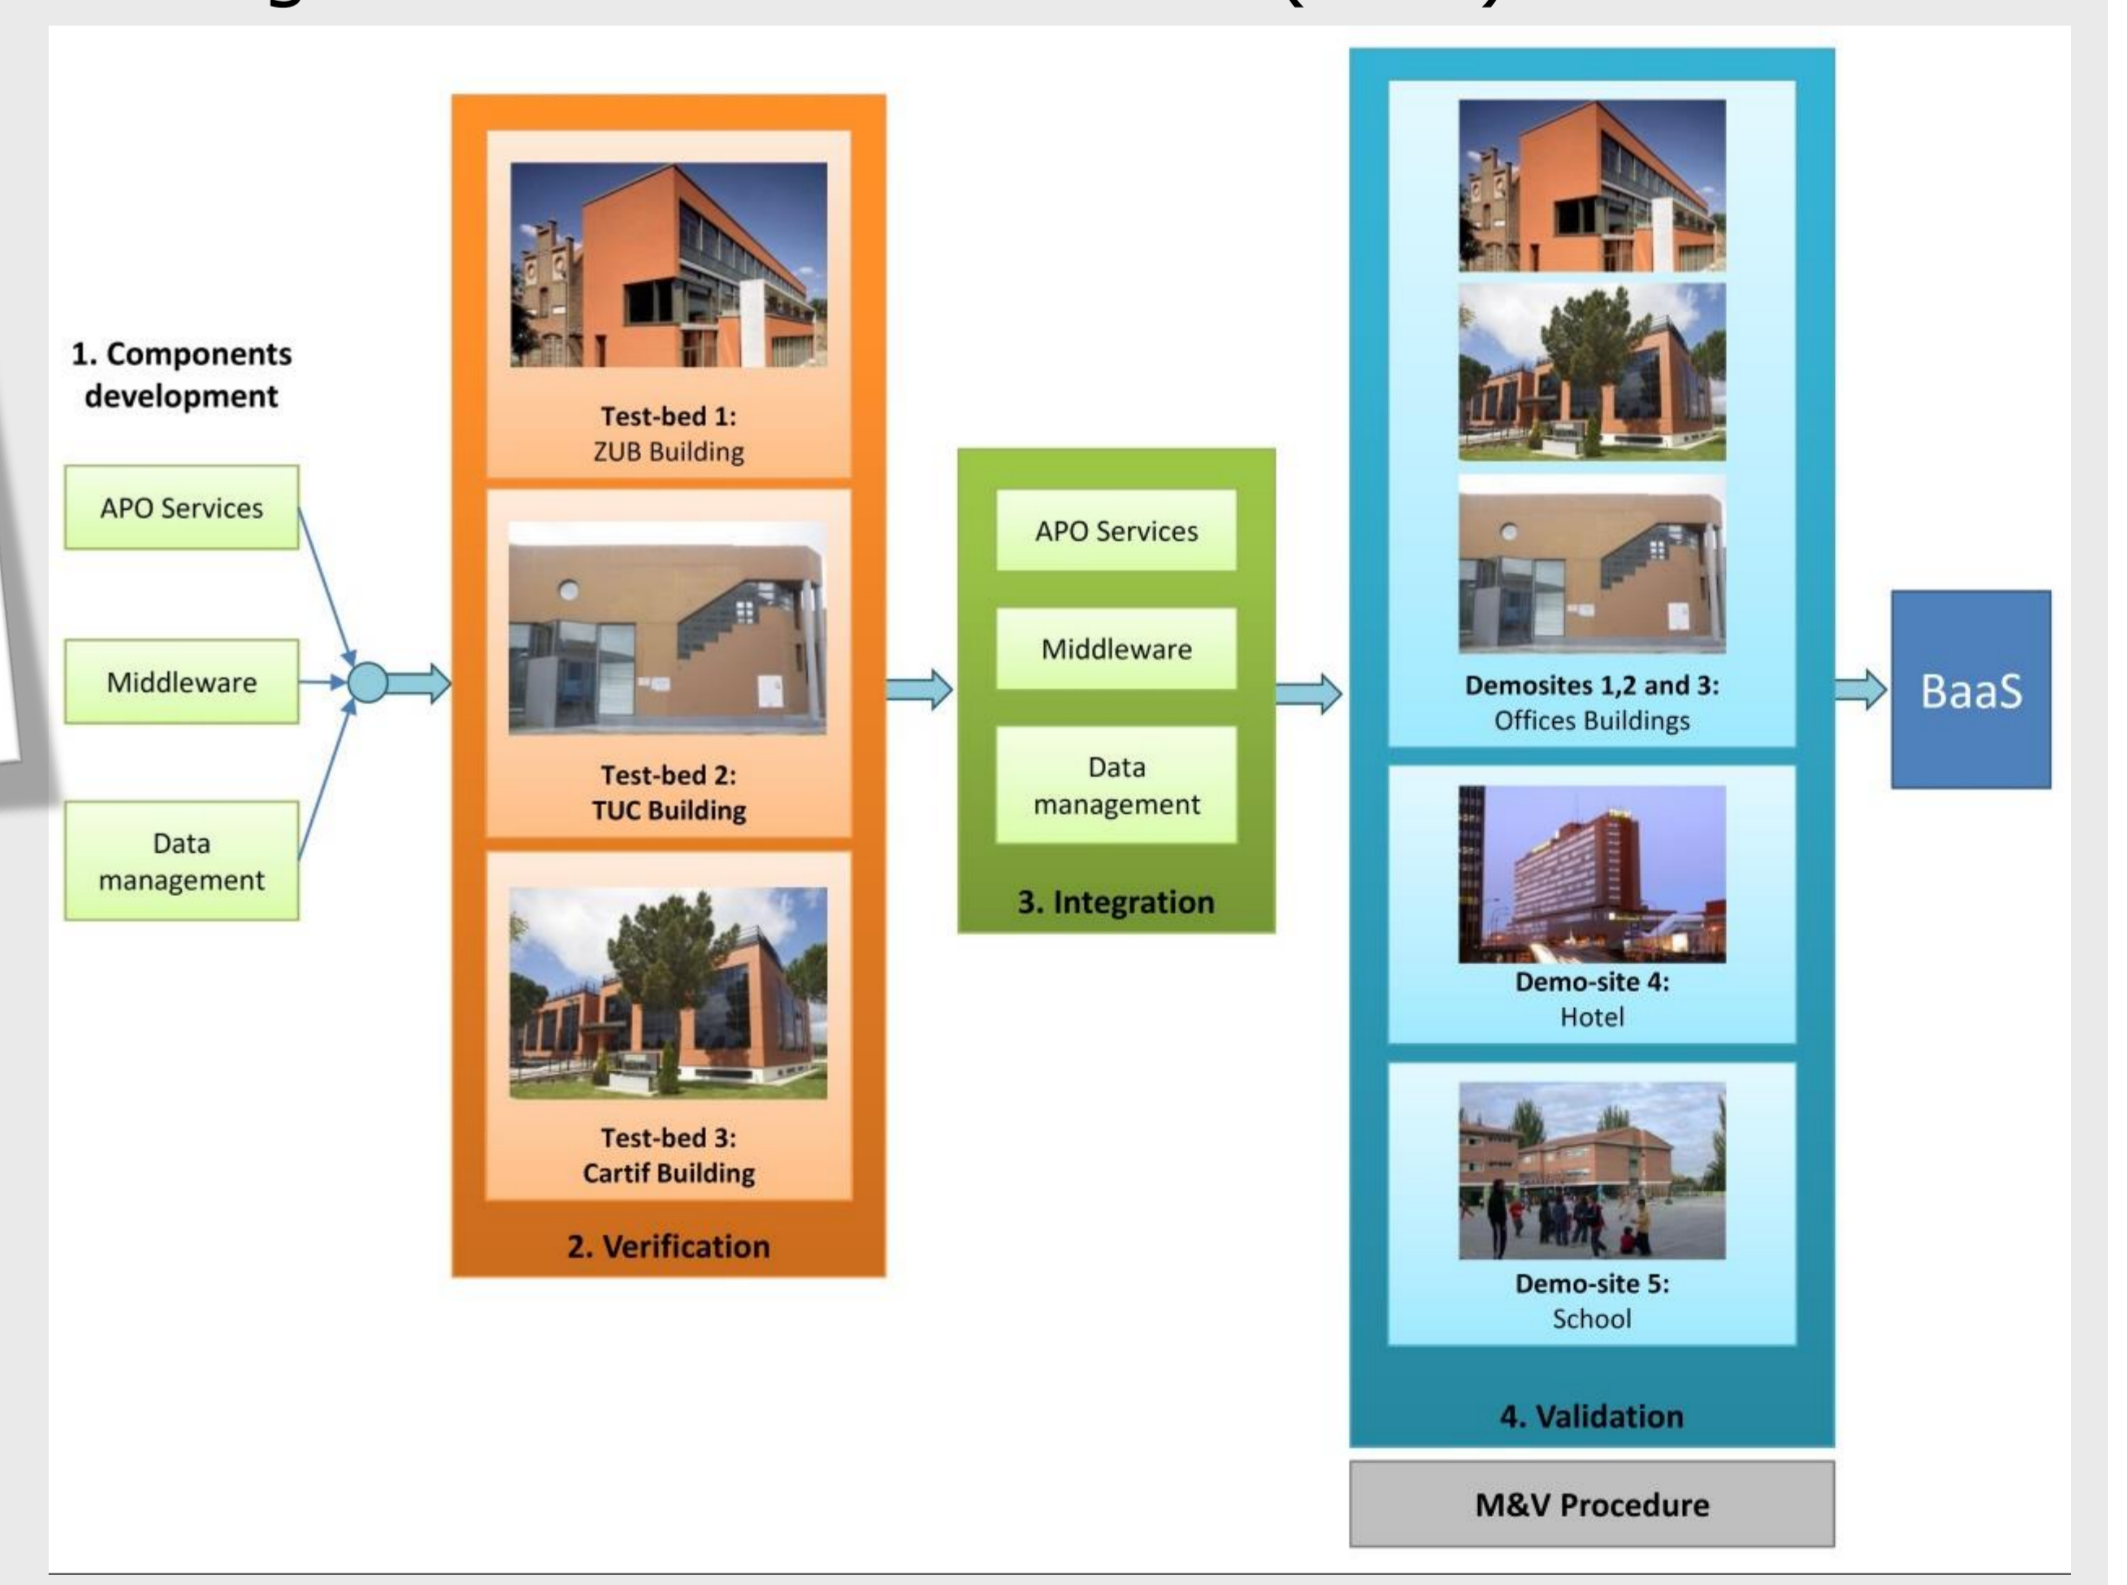 1. Components
development
APO Services
Middleware
Data
management
Test-bed 1:
ZUB Building
Test-bed 2:
TUC Building
Test-bed 3:
Cartif Building
2. Verification
APO Services
Middleware
Data
management
3. Integration
Demosites 1,2 and 3:
Offices Buildings
Demo-site 4:
Hotel
Demo-site 5:
School
4. Validation
M&V Procedure
BaaS